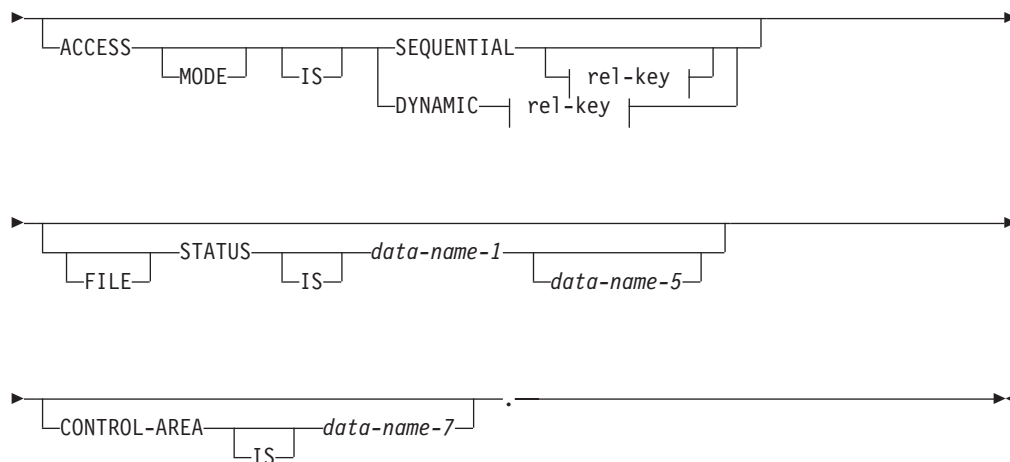 ACCESS SEQUENTIAL
MODE IS rel-key
DYNAMIC rel-key
STATUS data-name-1
FILE IS data-name-5
CONTROL-AREA data-name-7 .
IS